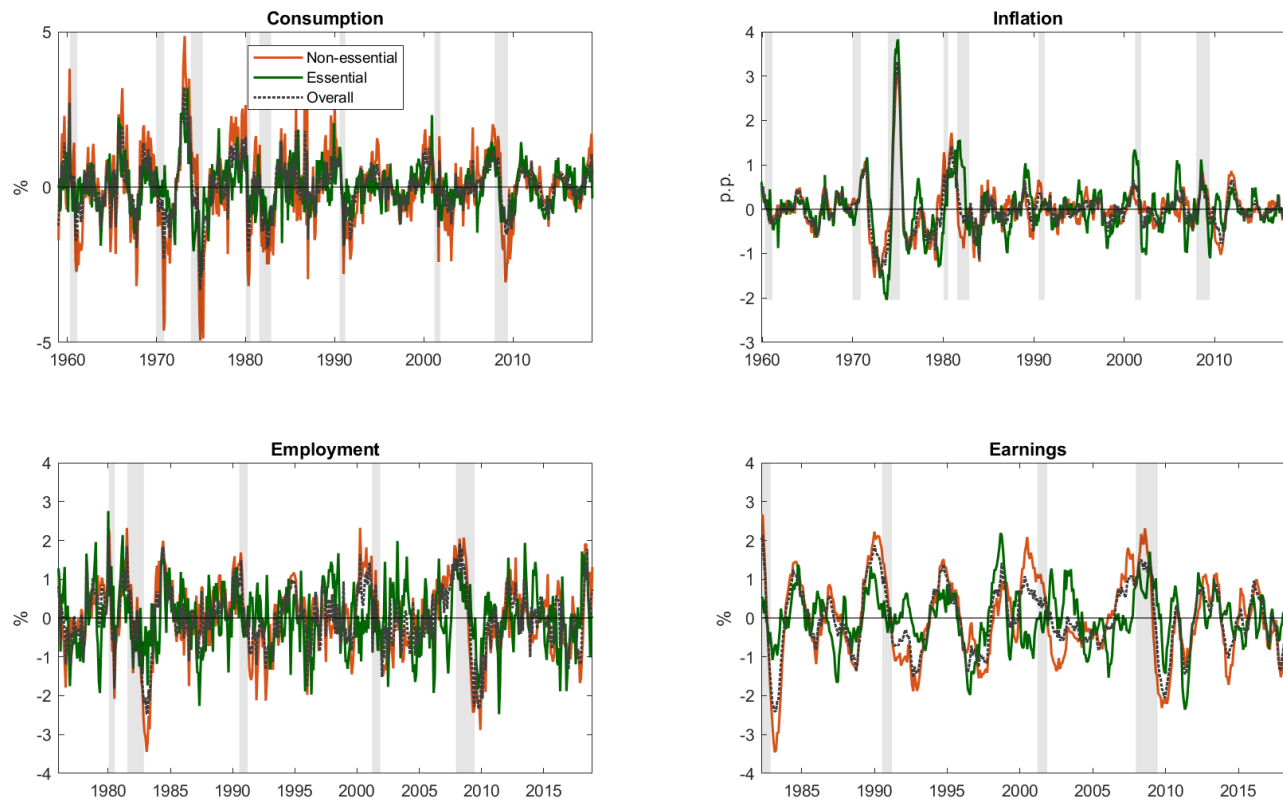 Consumption
5
0
-5
%
Non-essential
Essential
Overall
1960 1970 1980 1990 2000 2010
Inflation
4
3
2
1
0
-1
-2
-3
p.p.
1960 1970 1980 1990 2000 2010
Employment
4
3
2
1
0
-1
-2
-3
-4
%
1980 1985 1990 1995 2000 2005 2010 2015
Earnings
4
3
2
1
0
-1
-2
-3
-4
%
1985 1990 1995 2000 2005 2010 2015